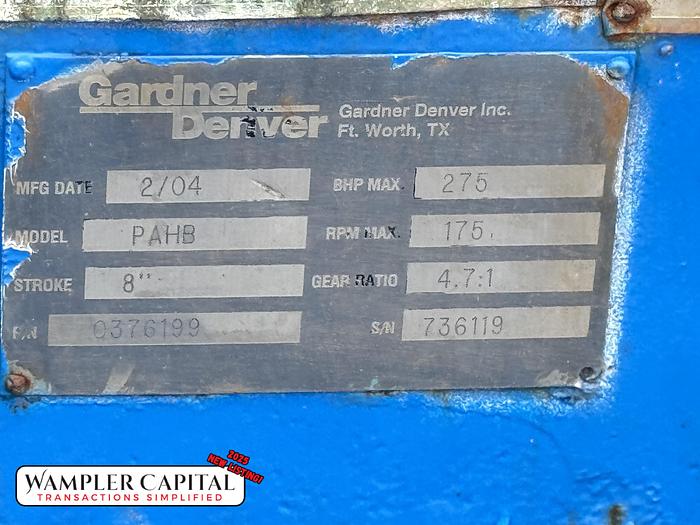 Gardner
Denver
Gardner Denver Inc.
Ft. Worth, TX
MFG DATE 2/04 BHP MAX. 275
MODEL PAHB RPM MAX. 175.
STROKE 8" GEAR RATIO 4.7:1
P/N 0376199 S/N 736119
2025
NEW LISTING!
WAMPLER CAPITAL
TRANSACTIONS SIMPLIFIED